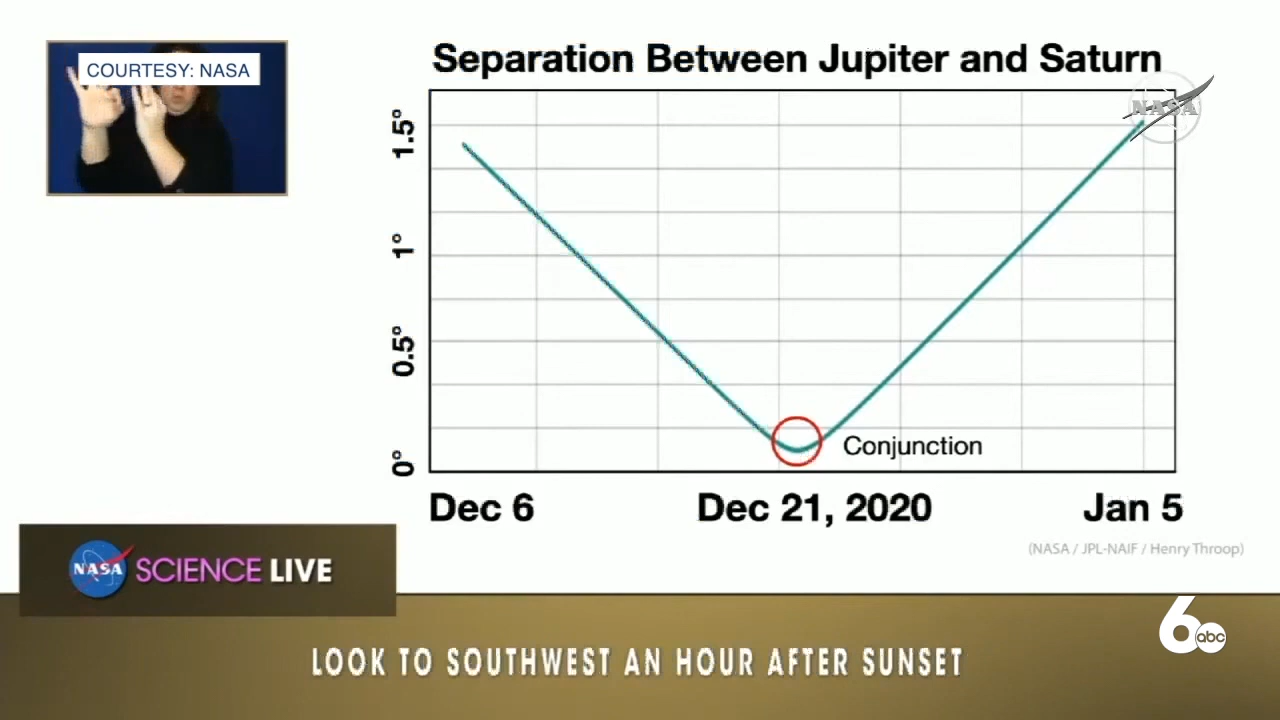 COURTESY: NASA
Separation Between Jupiter and Saturn
NASA
1.5°
1°
0.5°
0°
Conjunction
Dec 6 Dec 21, 2020 Jan 5
(NASA / JPL-NAIF / Henry Throop)
NASA SCIENCE LIVE
6 abc
LOOK TO SOUTHWEST AN HOUR AFTER SUNSET